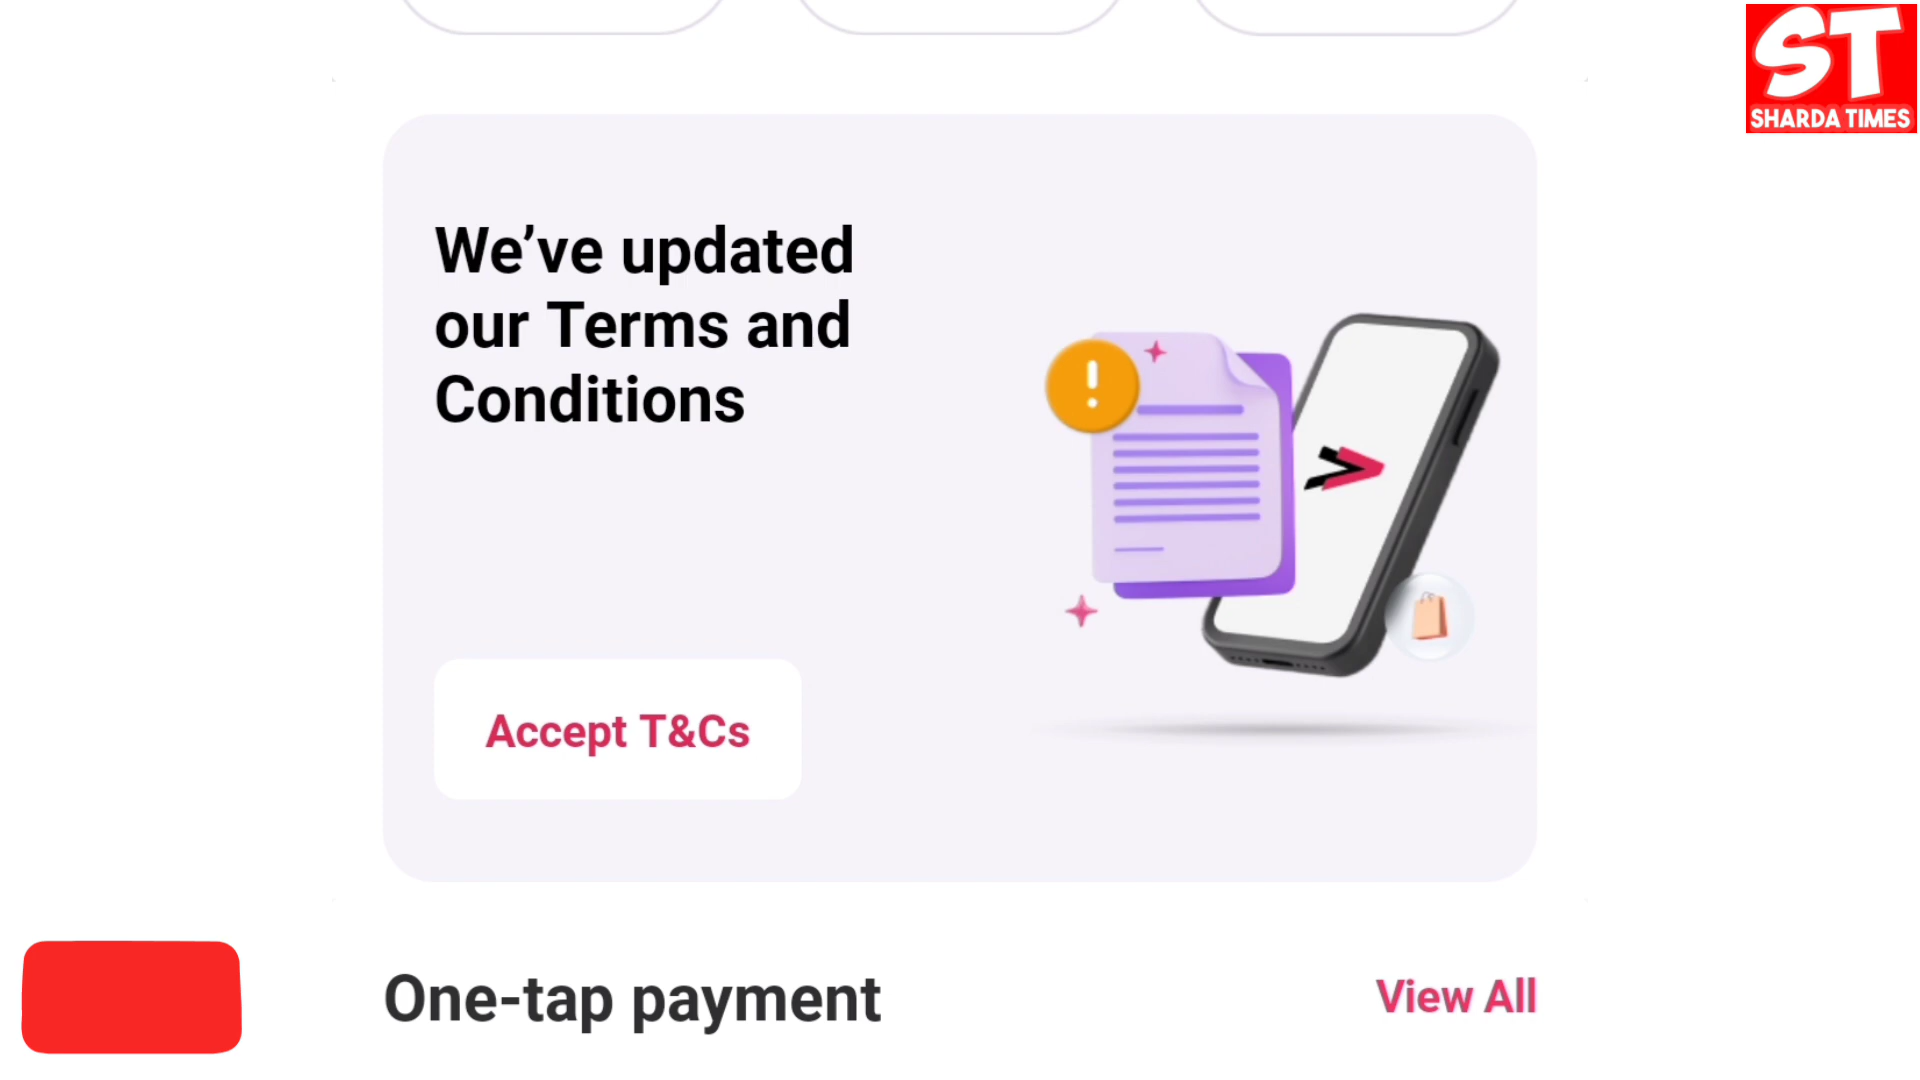 ST
SHARDA TIMES
We’ve updated
our Terms and
Conditions
Accept T&Cs
One-tap payment
View All